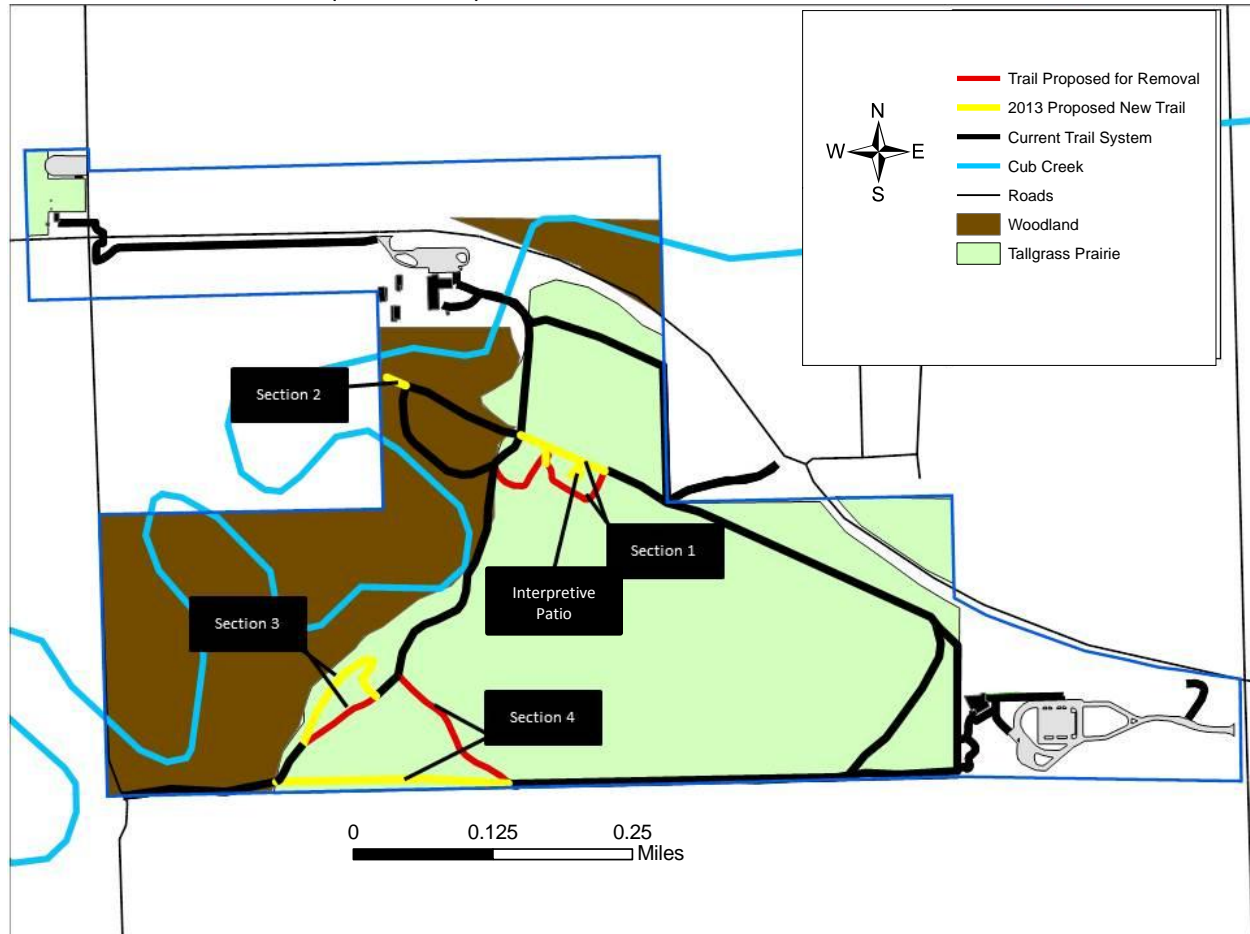 N
W E
S
Trail Proposed for Removal
2013 Proposed New Trail
Current Trail System
Cub Creek
Roads
Woodland
Tallgrass Prairie
Section 2
Section 1
Interpretive
Patio
Section 3
Section 4
0 0.125 0.25
Miles